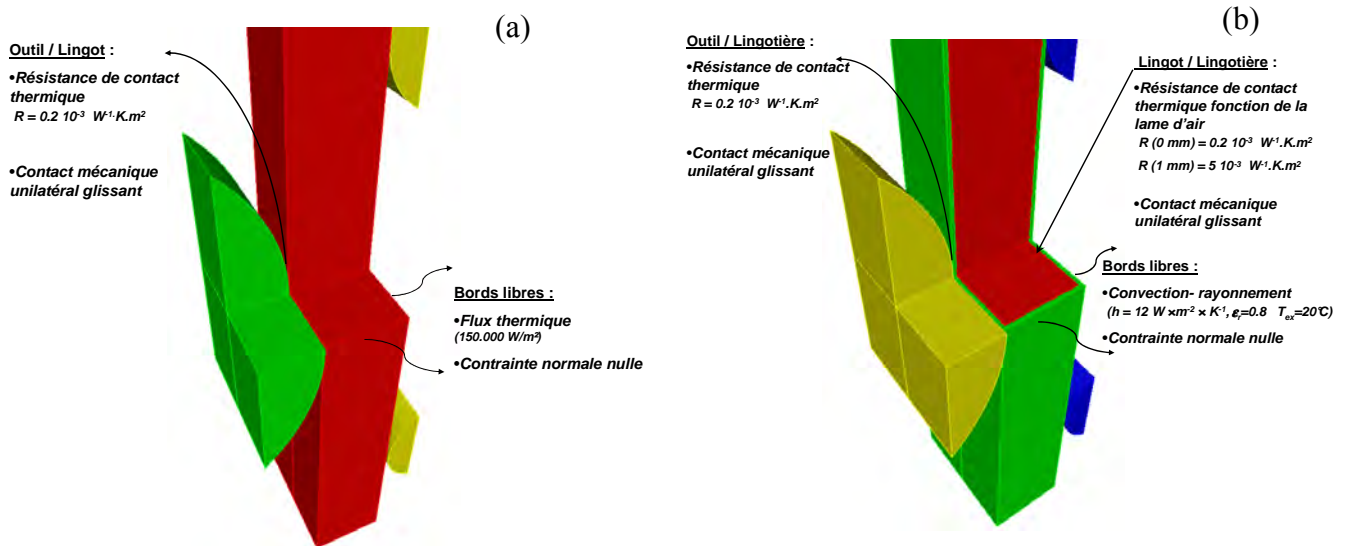 (a)
Outil / Lingot :
•Résistance de contact
thermique
R = 0.2 10⁻³ W⁻¹.K.m²
•Contact mécanique
unilatéral glissant
Bords libres :
•Flux thermique
(150.000 W/m²)
•Contrainte normale nulle
(b)
Outil / Lingotière :
•Résistance de contact
thermique
R = 0.2 10⁻³ W⁻¹.K.m²
•Contact mécanique
unilatéral glissant
Lingot / Lingotière :
•Résistance de contact
thermique fonction de la
lame d'air
R (0 mm) = 0.2 10⁻³ W⁻¹.K.m²
R (1 mm) = 5 10⁻³ W⁻¹.K.m²
•Contact mécanique
unilatéral glissant
Bords libres :
•Convection- rayonnement
(h = 12 W ×m⁻² × K⁻¹, εᵣ=0.8 Tₑₓ=20℃)
•Contrainte normale nulle